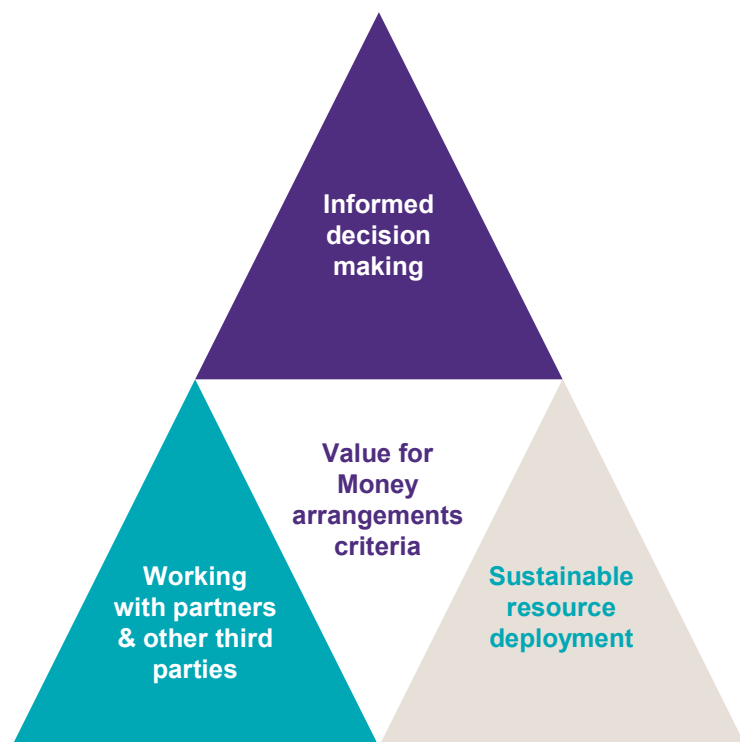 Informed
decision
making
Value for
Money
arrangements
criteria
Working
with partners
& other third
parties
Sustainable
resource
deployment